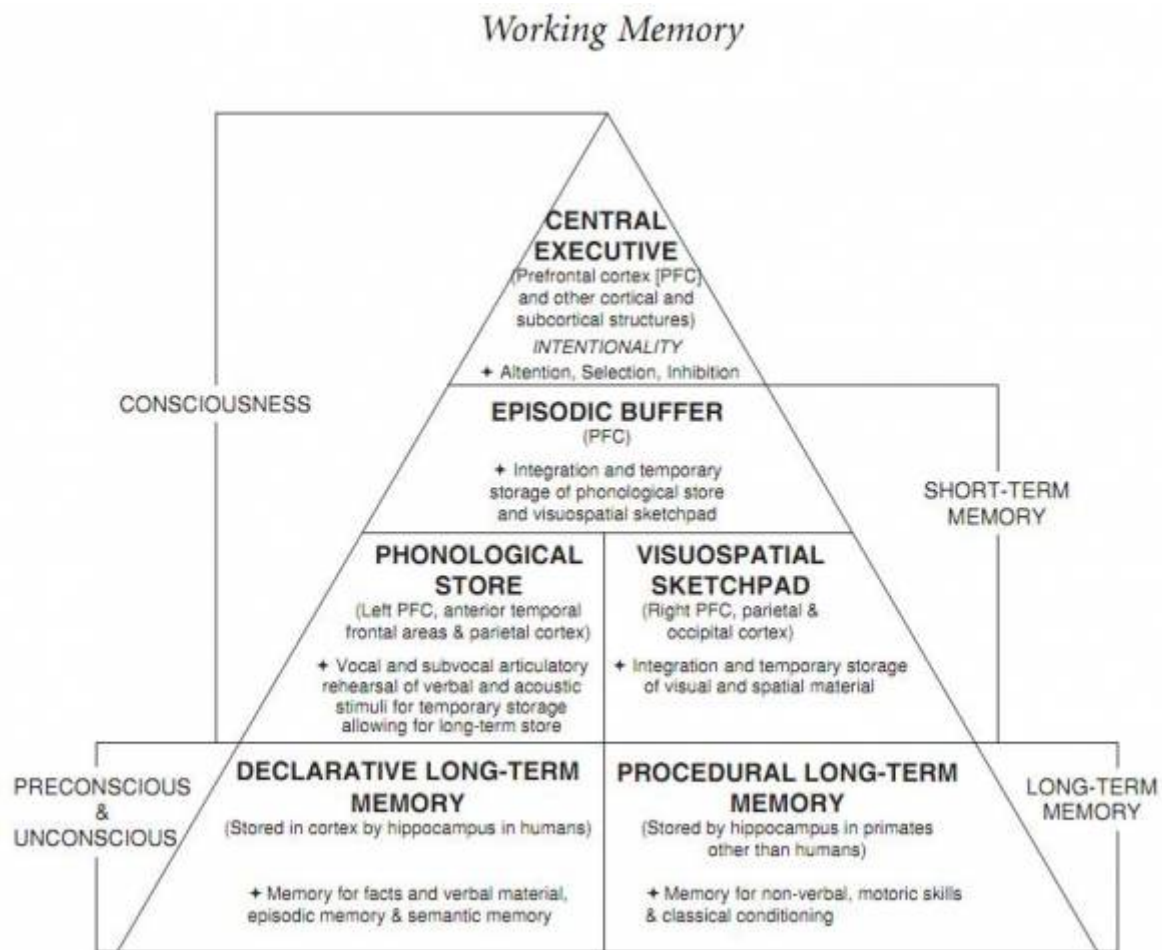 Working Memory
CENTRAL
EXECUTIVE
(Prefrontal cortex [PFC]
and other cortical and
subcortical structures)
INTENTIONALITY
✦ Altention, Selection, Inhibition
CONSCIOUSNESS
EPISODIC BUFFER
(PFC)
✦ Integration and temporary
storage of phonological store
and visuospatial sketchpad
SHORT-TERM
MEMORY
PHONOLOGICAL
STORE
(Left PFC, anterior temporal
frontal areas & parietal cortex)
✦ Vocal and subvocal articulatory
rehearsal of verbal and acoustic
stimuli for temporary storage
allowing for long-term store
VISUOSPATIAL
SKETCHPAD
(Right PFC, parietal &
occipital cortex)
✦ Integration and temporary storage
of visual and spatial material
PRECONSCIOUS
&
UNCONSCIOUS
DECLARATIVE LONG-TERM
MEMORY
(Stored in cortex by hippocampus in humans)
✦ Memory for facts and verbal material,
episodic memory & semantic memory
PROCEDURAL LONG-TERM
MEMORY
(Stored by hippocampus in primates
other than humans)
✦ Memory for non-verbal, motoric skills
& classical conditioning
LONG-TERM
MEMORY